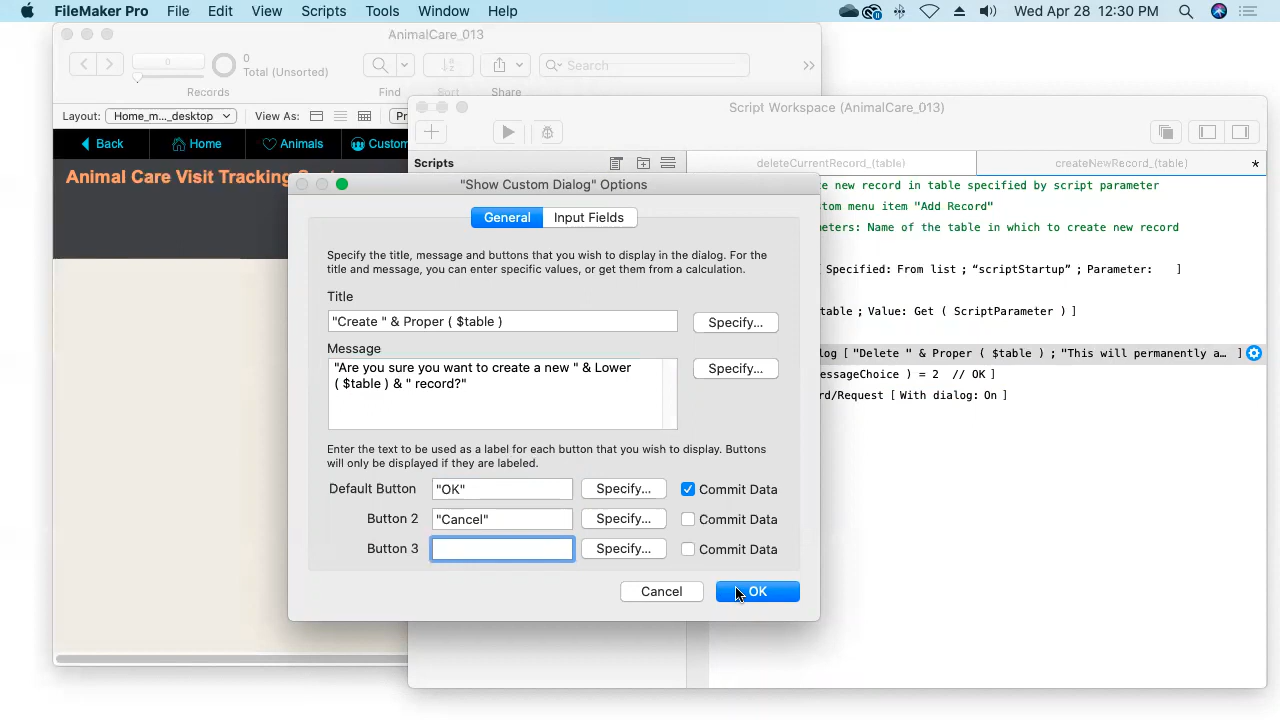 FileMaker Pro File Edit View Scripts Tools Window Help Wed Apr 28 12:30 PM
AnimalCare_013
0
0
Total (Unsorted)
Search
Records Find Sort Share
Layout: Home_m..._desktop View As: Pr
Script Workspace (AnimalCare_013)
Back Home Animals Custom
Animal Care Visit Tracking
Scripts
deleteCurrentRecord_(table)
createNewRecord_(table) *
te new record in table specified by script parameter
stom menu item "Add Record"
meters: Name of the table in which to create new record
[ Specified: From list ; “scriptStartup” ; Parameter: ]
table ; Value: Get ( ScriptParameter ) ]
log [ "Delete " & Proper ( $table ) ; "This will permanently a… ]
essageChoice ) = 2 // OK ]
rd/Request [ With dialog: On ]
"Show Custom Dialog" Options
General Input Fields
Specify the title, message and buttons that you wish to display in the dialog. For the
title and message, you can enter specific values, or get them from a calculation.
Title
"Create " & Proper ( $table )
Specify...
Message
"Are you sure you want to create a new " & Lower
( $table ) & " record?"
Specify...
Enter the text to be used as a label for each button that you wish to display. Buttons
will only be displayed if they are labeled.
Default Button "OK" Specify... Commit Data
Button 2 "Cancel" Specify... Commit Data
Button 3 Specify... Commit Data
Cancel OK